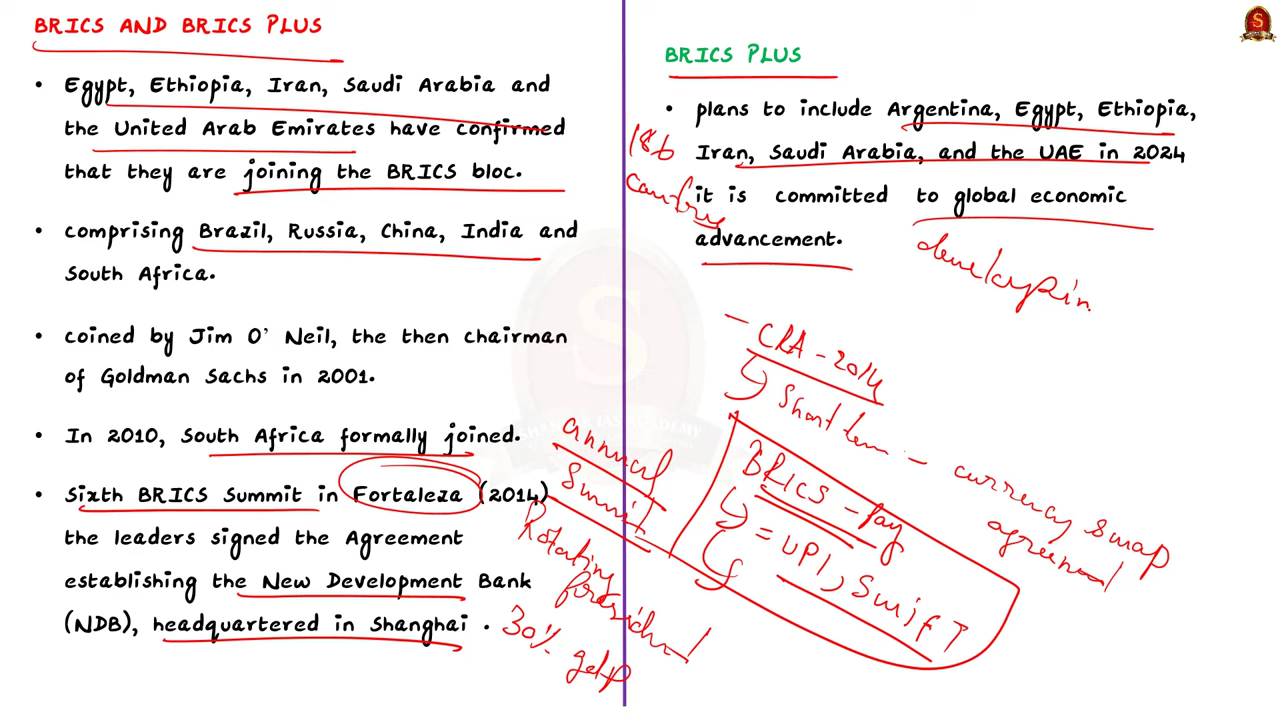 BRICS AND BRICS PLUS
• Egypt, Ethiopia, Iran, Saudi Arabia and
the United Arab Emirates have confirmed
that they are joining the BRICS bloc.
• comprising Brazil, Russia, China, India and
South Africa.
• coined by Jim O' Neil, the then chairman
of Goldman Sachs in 2001.
• In 2010, South Africa formally joined.
• Sixth BRICS Summit in Fortaleza (2014)
the leaders signed the Agreement
establishing the New Development Bank
(NDB), headquartered in Shanghai .
annual
Summit
Rotating
30%
BRICS PLUS
• plans to include Argentina, Egypt, Ethiopia,
Iran, Saudi Arabia, and the UAE in 2024
it is committed to global economic
advancement.
- CRA - 2014
Short term - currency swap
BRICS - Pay
= UPI, SWIFT